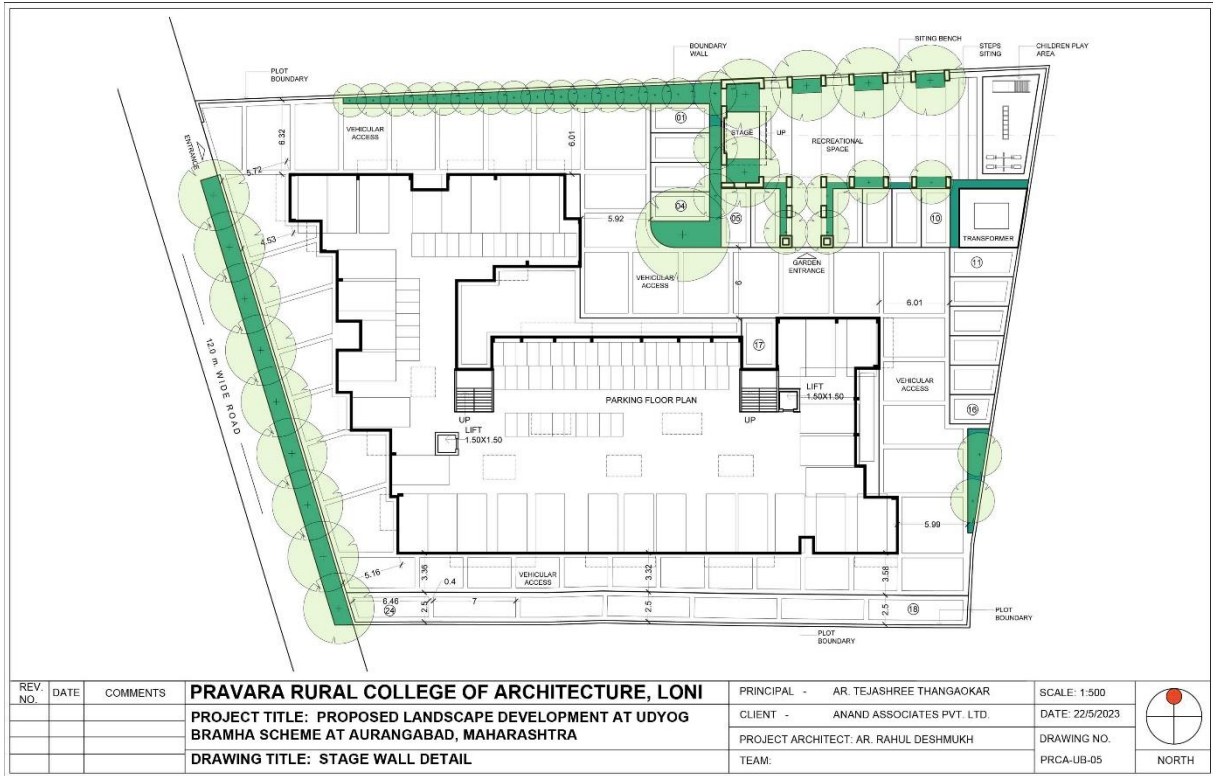 SITING BENCH
STEPS
SITING
CHILDREN PLAY
AREA
BOUNDARY
WALL
PLOT
BOUNDARY
ENTRANCE
VEHICULAR
ACCESS
6.32
6.01
5.72
01
STAGE
UP
RECREATIONAL
SPACE
04
05
10
5.92
TRANSFORMER
4.53
GARDEN
ENTRANCE
11
VEHICULAR
ACCESS
6
6.01
12.0 m. WIDE ROAD
17
LIFT
1.50X1.50
VEHICULAR
ACCESS
PARKING FLOOR PLAN
16
UP
LIFT
1.50X1.50
UP
5.99
5.16
3.36
0.4
VEHICULAR
ACCESS
3.32
3.58
6.46
24
2.5
7
2.5
2.5
18
PLOT
BOUNDARY
PLOT
BOUNDARY
REV. NO.
DATE
COMMENTS
PRAVARA RURAL COLLEGE OF ARCHITECTURE, LONI
PROJECT TITLE: PROPOSED LANDSCAPE DEVELOPMENT AT UDYOG
BRAMHA SCHEME AT AURANGABAD, MAHARASHTRA
DRAWING TITLE: STAGE WALL DETAIL
PRINCIPAL - AR. TEJASHREE THANGAOKAR
CLIENT - ANAND ASSOCIATES PVT. LTD.
PROJECT ARCHITECT: AR. RAHUL DESHMUKH
TEAM:
SCALE: 1:500
DATE: 22/5/2023
DRAWING NO.
PRCA-UB-05
NORTH